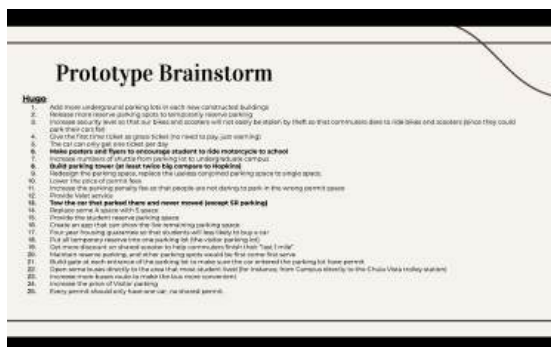 Prototype Brainstorm
Hugo:
1. Add more underground parking lots in each new constructed buildings
2. Release more reserve parking spots to temporarily reserve parking
3. Increase security level so that our bikes and scooters will not easily be stolen by theft so that commuters dare to ride bikes and scooters (since they could
park their cars far)
4. Give the first time ticket as grace ticket (no need to pay, just warning)
5. The car can only get one ticket per day
6. Make posters and flyers to encourage student to ride motorcycle to school
7. Increase numbers of shuttle from parking lot to undergraduate campus
8. Build parking tower (at least twice big compare to Hopkins)
9. Redesign the parking space, replace the useless conjoined parking space to single space
10. Lower the price of permit fees
11. Increase the parking penalty fee so that people are not daring to park in the wrong permit space
12. Provide Valet service
13. Tow the car that parked there and never moved (except SR parking)
14. Replace some A space with S space
15. Provide the student reserve parking space
16. Create an app that can show the live remaining parking space
17. Four year housing guarantee so that students will less likely to buy a car
18. Put all temporary reserve into one parking lot (the visitor parking lot)
19. Get more discount on shared scooter to help commuters finish their "last 1 mile"
20. Maintain reserve parking, and other parking spots would be first come first serve
21. Build gate at each entrance of the parking lot to make sure the car entered the parking lot have permit
22. Open some buses directly to the area that most student lived (for instance, from Campus directly to the Chula Vista trolley station)
23. Increase more buses route to make the bus more convenient
24. Increase the price of Visitor parking
25. Every permit should only have one car, no shared permit